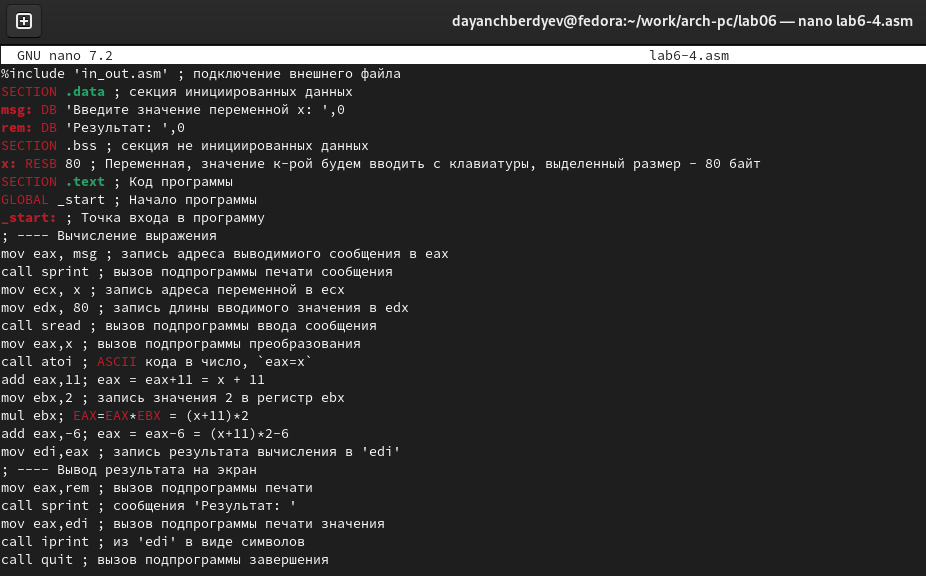 dayanchberdyev@fedora:~/work/arch-pc/lab06 — nano lab6-4.asm
GNU nano 7.2 lab6-4.asm
%include 'in_out.asm' ; подключение внешнего файла
SECTION .data ; секция инициированных данных
msg: DB 'Введите значение переменной x: ',0
rem: DB 'Результат: ',0
SECTION .bss ; секция не инициированных данных
x: RESB 80 ; Переменная, значение к-рой будем вводить с клавиатуры, выделенный размер - 80 байт
SECTION .text ; Код программы
GLOBAL _start ; Начало программы
_start: ; Точка входа в программу
; ---- Вычисление выражения
mov eax, msg ; запись адреса выводимиого сообщения в eax
call sprint ; вызов подпрограммы печати сообщения
mov ecx, x ; запись адреса переменной в ecx
mov edx, 80 ; запись длины вводимого значения в edx
call sread ; вызов подпрограммы ввода сообщения
mov eax,x ; вызов подпрограммы преобразования
call atoi ; ASCII кода в число, `eax=x`
add eax,11; eax = eax+11 = x + 11
mov ebx,2 ; запись значения 2 в регистр ebx
mul ebx; EAX=EAX*EBX = (x+11)*2
add eax,-6; eax = eax-6 = (x+11)*2-6
mov edi,eax ; запись результата вычисления в 'edi'
; ---- Вывод результата на экран
mov eax,rem ; вызов подпрограммы печати
call sprint ; сообщения 'Результат: '
mov eax,edi ; вызов подпрограммы печати значения
call iprint ; из 'edi' в виде символов
call quit ; вызов подпрограммы завершения